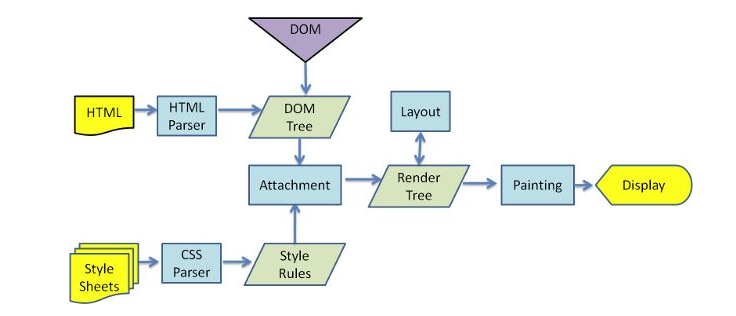 DOM
HTML
HTML
Parser
DOM
Tree
Layout
Attachment
Render
Tree
Painting
Display
Style
Sheets
CSS
Parser
Style
Rules